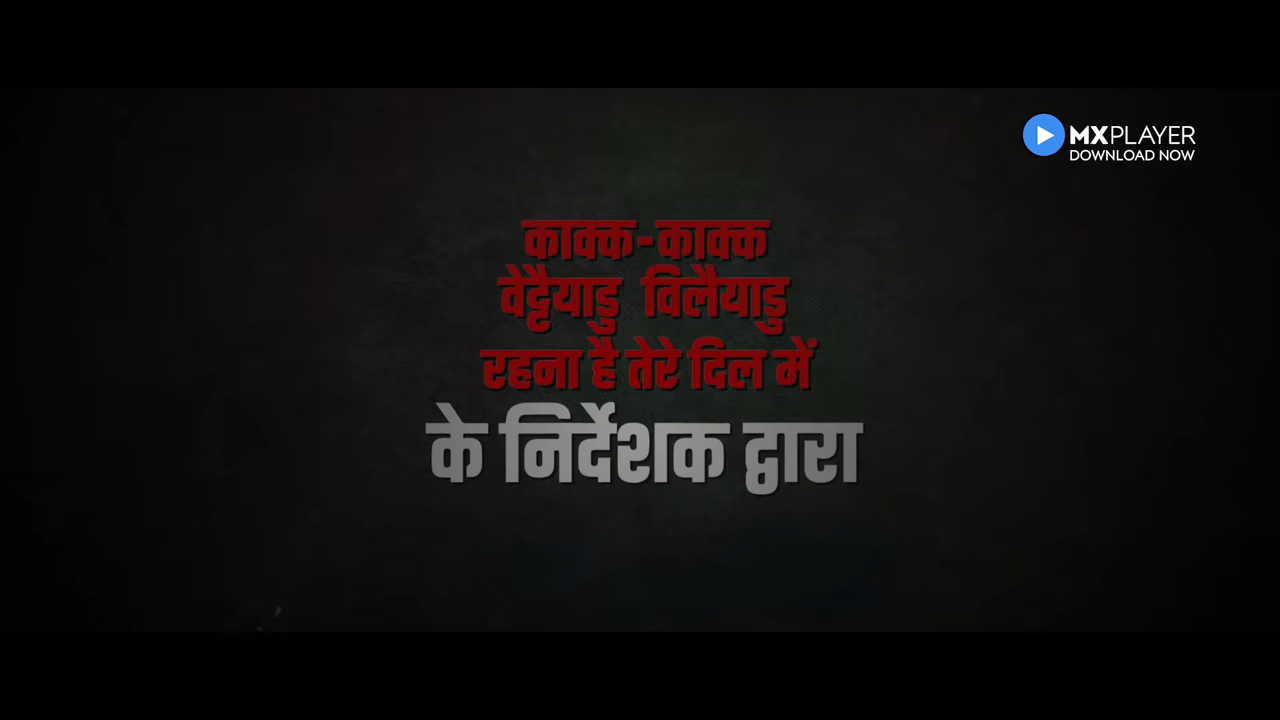 MXPLAYER
DOWNLOAD NOW
काक्क-काक्क
वेट्टैयाडु विलैयाडु
रहना है तेरे दिल में
के निर्देशक द्वारा